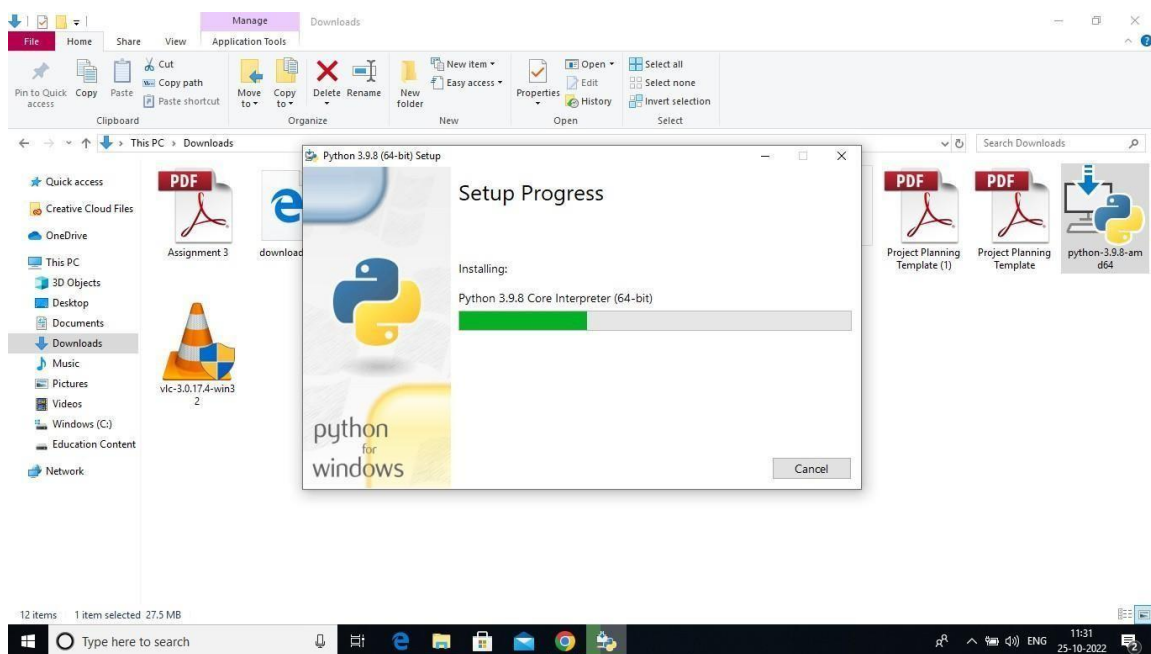 Manage
Downloads
File
Home
Share
View
Application Tools
Pin to Quick access
Copy
Paste
Cut
Copy path
Paste shortcut
Clipboard
Move to
Copy to
Delete
Rename
Organize
New folder
New item
Easy access
New
Properties
Open
Edit
History
Open
Select all
Select none
Invert selection
Select
This PC
Downloads
Search Downloads
Quick access
Creative Cloud Files
OneDrive
This PC
3D Objects
Desktop
Documents
Downloads
Music
Pictures
Videos
Windows (C:)
Education Content
Network
PDF
Assignment 3
download
vlc-3.0.17.4-win3
2
Python 3.9.8 (64-bit) Setup
Setup Progress
Installing:
Python 3.9.8 Core Interpreter (64-bit)
python
for
windows
Cancel
PDF
Project Planning
Template (1)
PDF
Project Planning
Template
python-3.9.8-am
d64
12 items
1 item selected 27.5 MB
Type here to search
ENG
11:31
25-10-2022
2